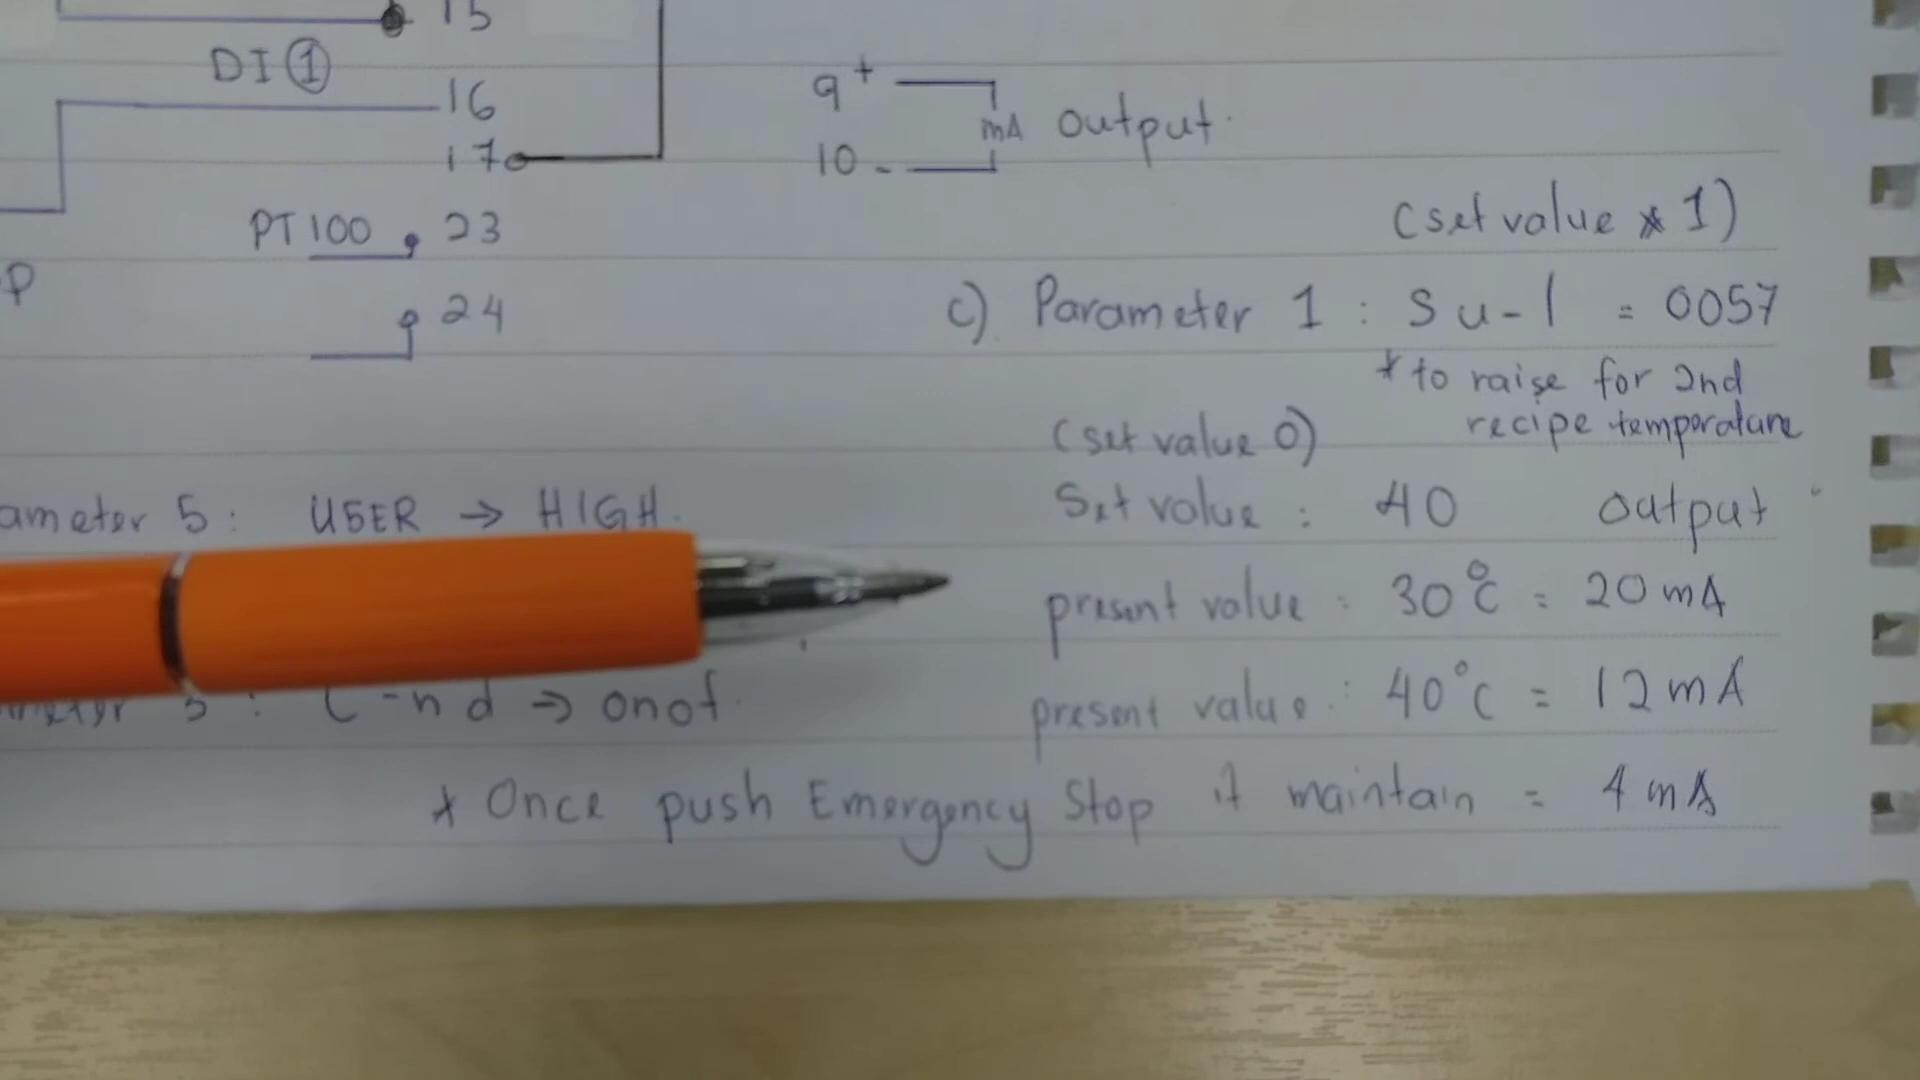 15
DI ①
16
17
9 +
mA output.
10 -
PT100 23
24
P
(set value * 1)
c) Parameter 1 : Su-1 = 0057
* to raise for 2nd
recipe temperature
(set value 0)
ameter 5 : USER → HIGH.
Set value : 40 output
present value : 30°C = 20 mA
5 : C-nd → onof.
present value : 40°C = 12 mA
* Once push Emergency Stop it maintain = 4 mA